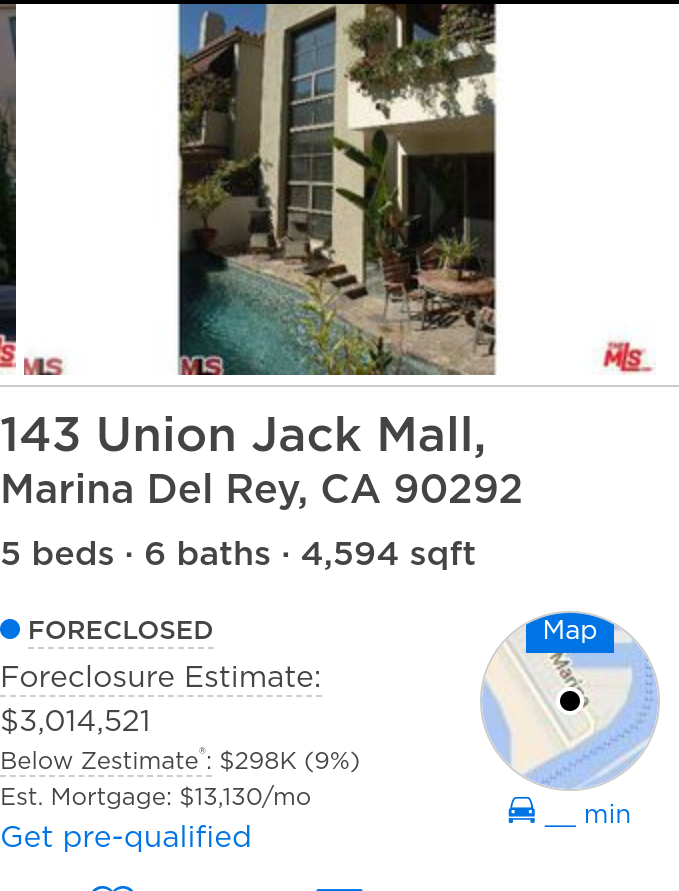 MLS
MLS
THE MLS
143 Union Jack Mall,
Marina Del Rey, CA 90292
5 beds · 6 baths · 4,594 sqft
FORECLOSED
Map
Foreclosure Estimate:
$3,014,521
Below Zestimate®: $298K (9%)
Est. Mortgage: $13,130/mo
__ min
Get pre-qualified